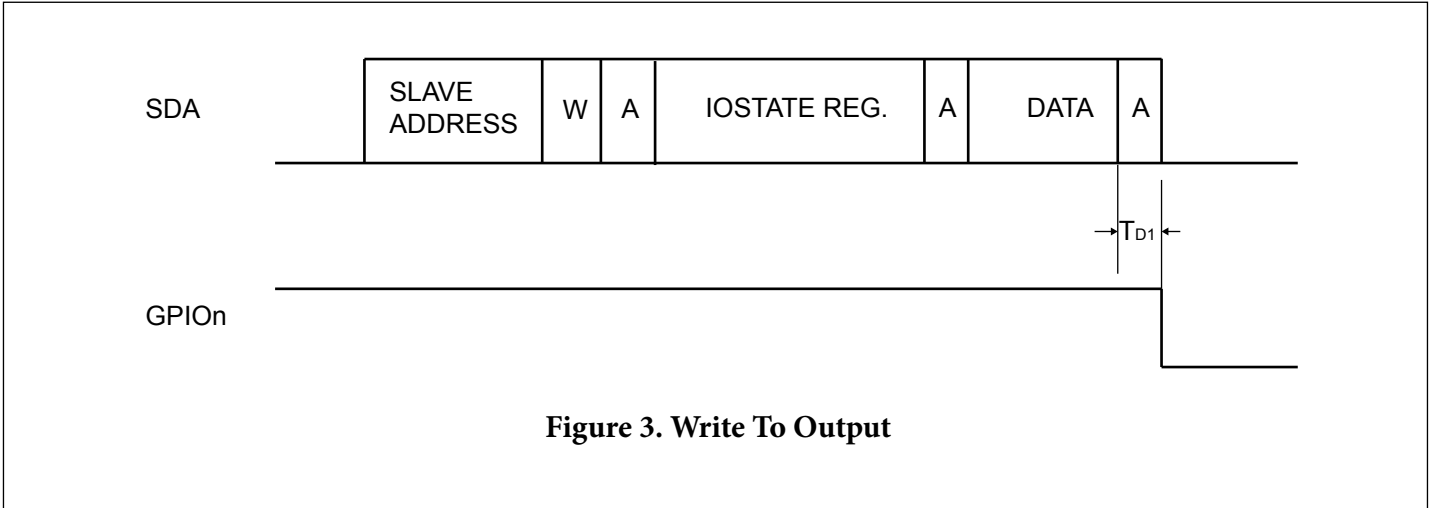 SDA
SLAVE
ADDRESS
W
A
IOSTATE REG.
A
DATA
A
TD1
GPIOn
Figure 3. Write To Output